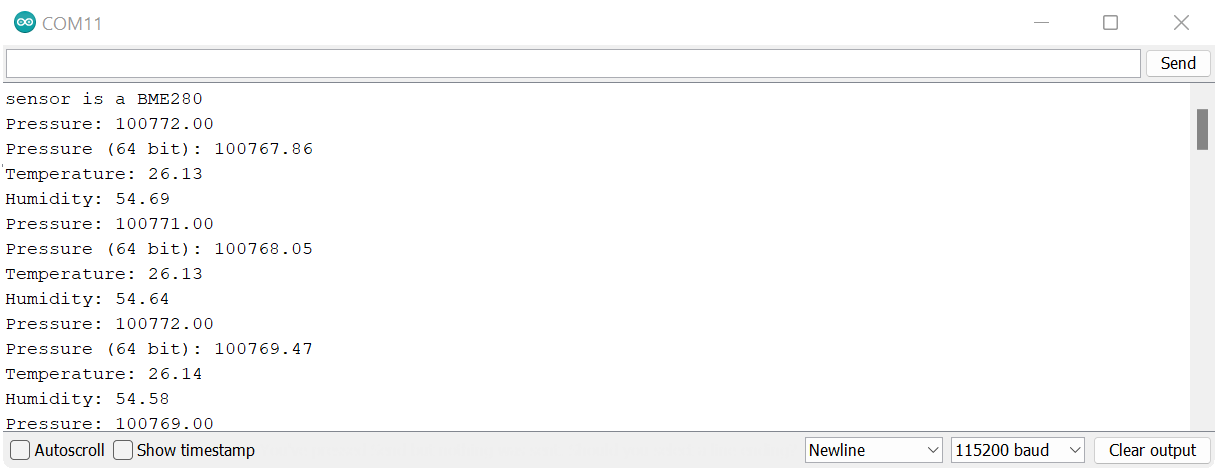 COM11
Send
sensor is a BME280
Pressure: 100772.00
Pressure (64 bit): 100767.86
Temperature: 26.13
Humidity: 54.69
Pressure: 100771.00
Pressure (64 bit): 100768.05
Temperature: 26.13
Humidity: 54.64
Pressure: 100772.00
Pressure (64 bit): 100769.47
Temperature: 26.14
Humidity: 54.58
Pressure: 100769.00
Autoscroll Show timestamp Newline 115200 baud Clear output